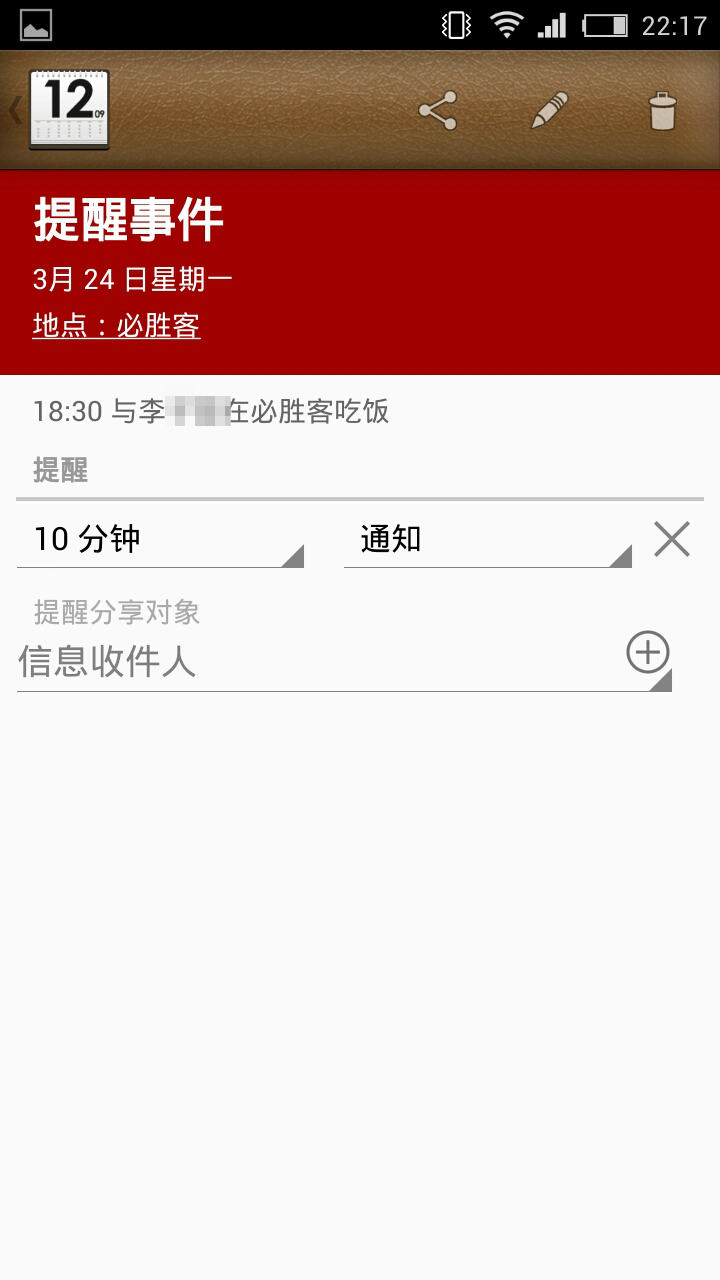 22:17
12
09
提醒事件
3月 24 日星期一
地点：必胜客
18:30 与李 在必胜客吃饭
提醒
10 分钟 通知
提醒分享对象
信息收件人